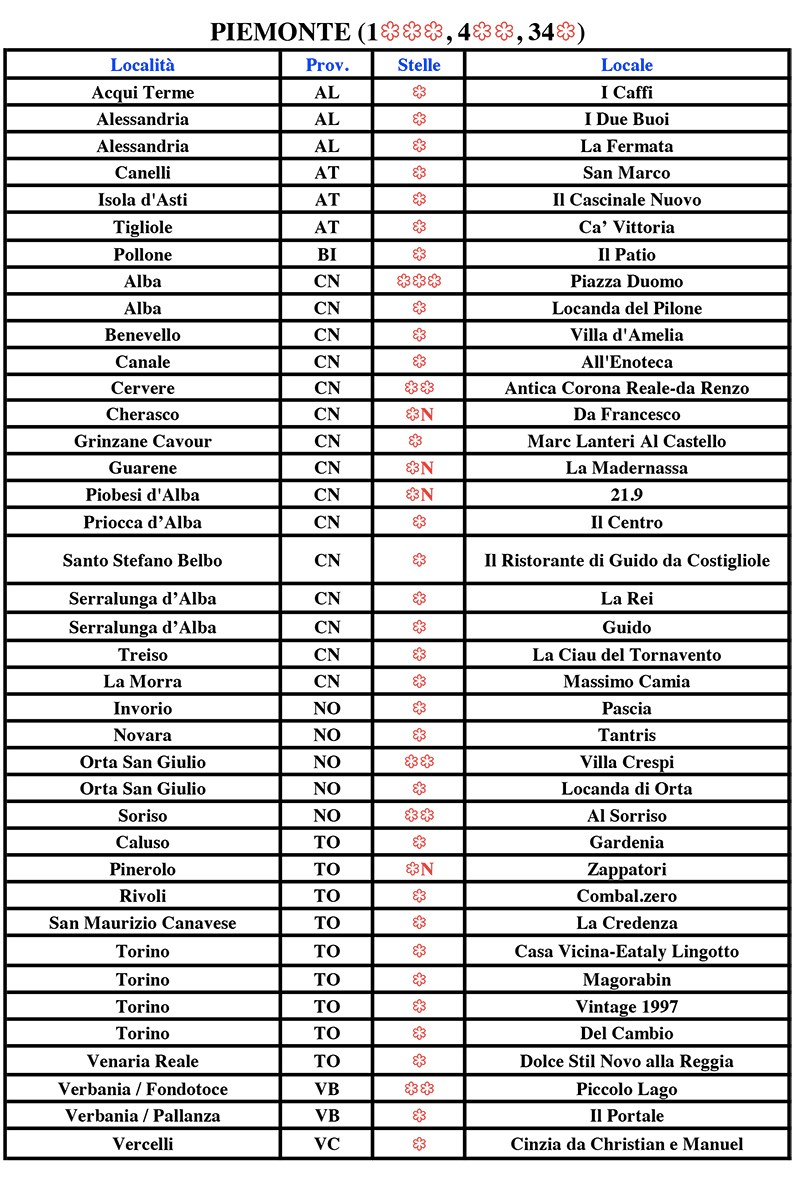 PIEMONTE (1❀❀❀, 4❀❀, 34❀)
Località Prov. Stelle Locale
Acqui Terme AL ❀ I Caffi
Alessandria AL ❀ I Due Buoi
Alessandria AL ❀ La Fermata
Canelli AT ❀ San Marco
Isola d'Asti AT ❀ Il Cascinale Nuovo
Tigliole AT ❀ Ca’ Vittoria
Pollone BI ❀ Il Patio
Alba CN ❀❀❀ Piazza Duomo
Alba CN ❀ Locanda del Pilone
Benevello CN ❀ Villa d'Amelia
Canale CN ❀ All'Enoteca
Cervere CN ❀❀ Antica Corona Reale-da Renzo
Cherasco CN ❀N Da Francesco
Grinzane Cavour CN ❀ Marc Lanteri Al Castello
Guarene CN ❀N La Madernassa
Piobesi d'Alba CN ❀N 21.9
Priocca d’Alba CN ❀ Il Centro
Santo Stefano Belbo CN ❀ Il Ristorante di Guido da Costigliole
Serralunga d’Alba CN ❀ La Rei
Serralunga d’Alba CN ❀ Guido
Treiso CN ❀ La Ciau del Tornavento
La Morra CN ❀ Massimo Camia
Invorio NO ❀ Pascia
Novara NO ❀ Tantris
Orta San Giulio NO ❀❀ Villa Crespi
Orta San Giulio NO ❀ Locanda di Orta
Soriso NO ❀❀ Al Sorriso
Caluso TO ❀ Gardenia
Pinerolo TO ❀N Zappatori
Rivoli TO ❀ Combal.zero
San Maurizio Canavese TO ❀ La Credenza
Torino TO ❀ Casa Vicina-Eataly Lingotto
Torino TO ❀ Magorabin
Torino TO ❀ Vintage 1997
Torino TO ❀ Del Cambio
Venaria Reale TO ❀ Dolce Stil Novo alla Reggia
Verbania / Fondotoce VB ❀❀ Piccolo Lago
Verbania / Pallanza VB ❀ Il Portale
Vercelli VC ❀ Cinzia da Christian e Manuel